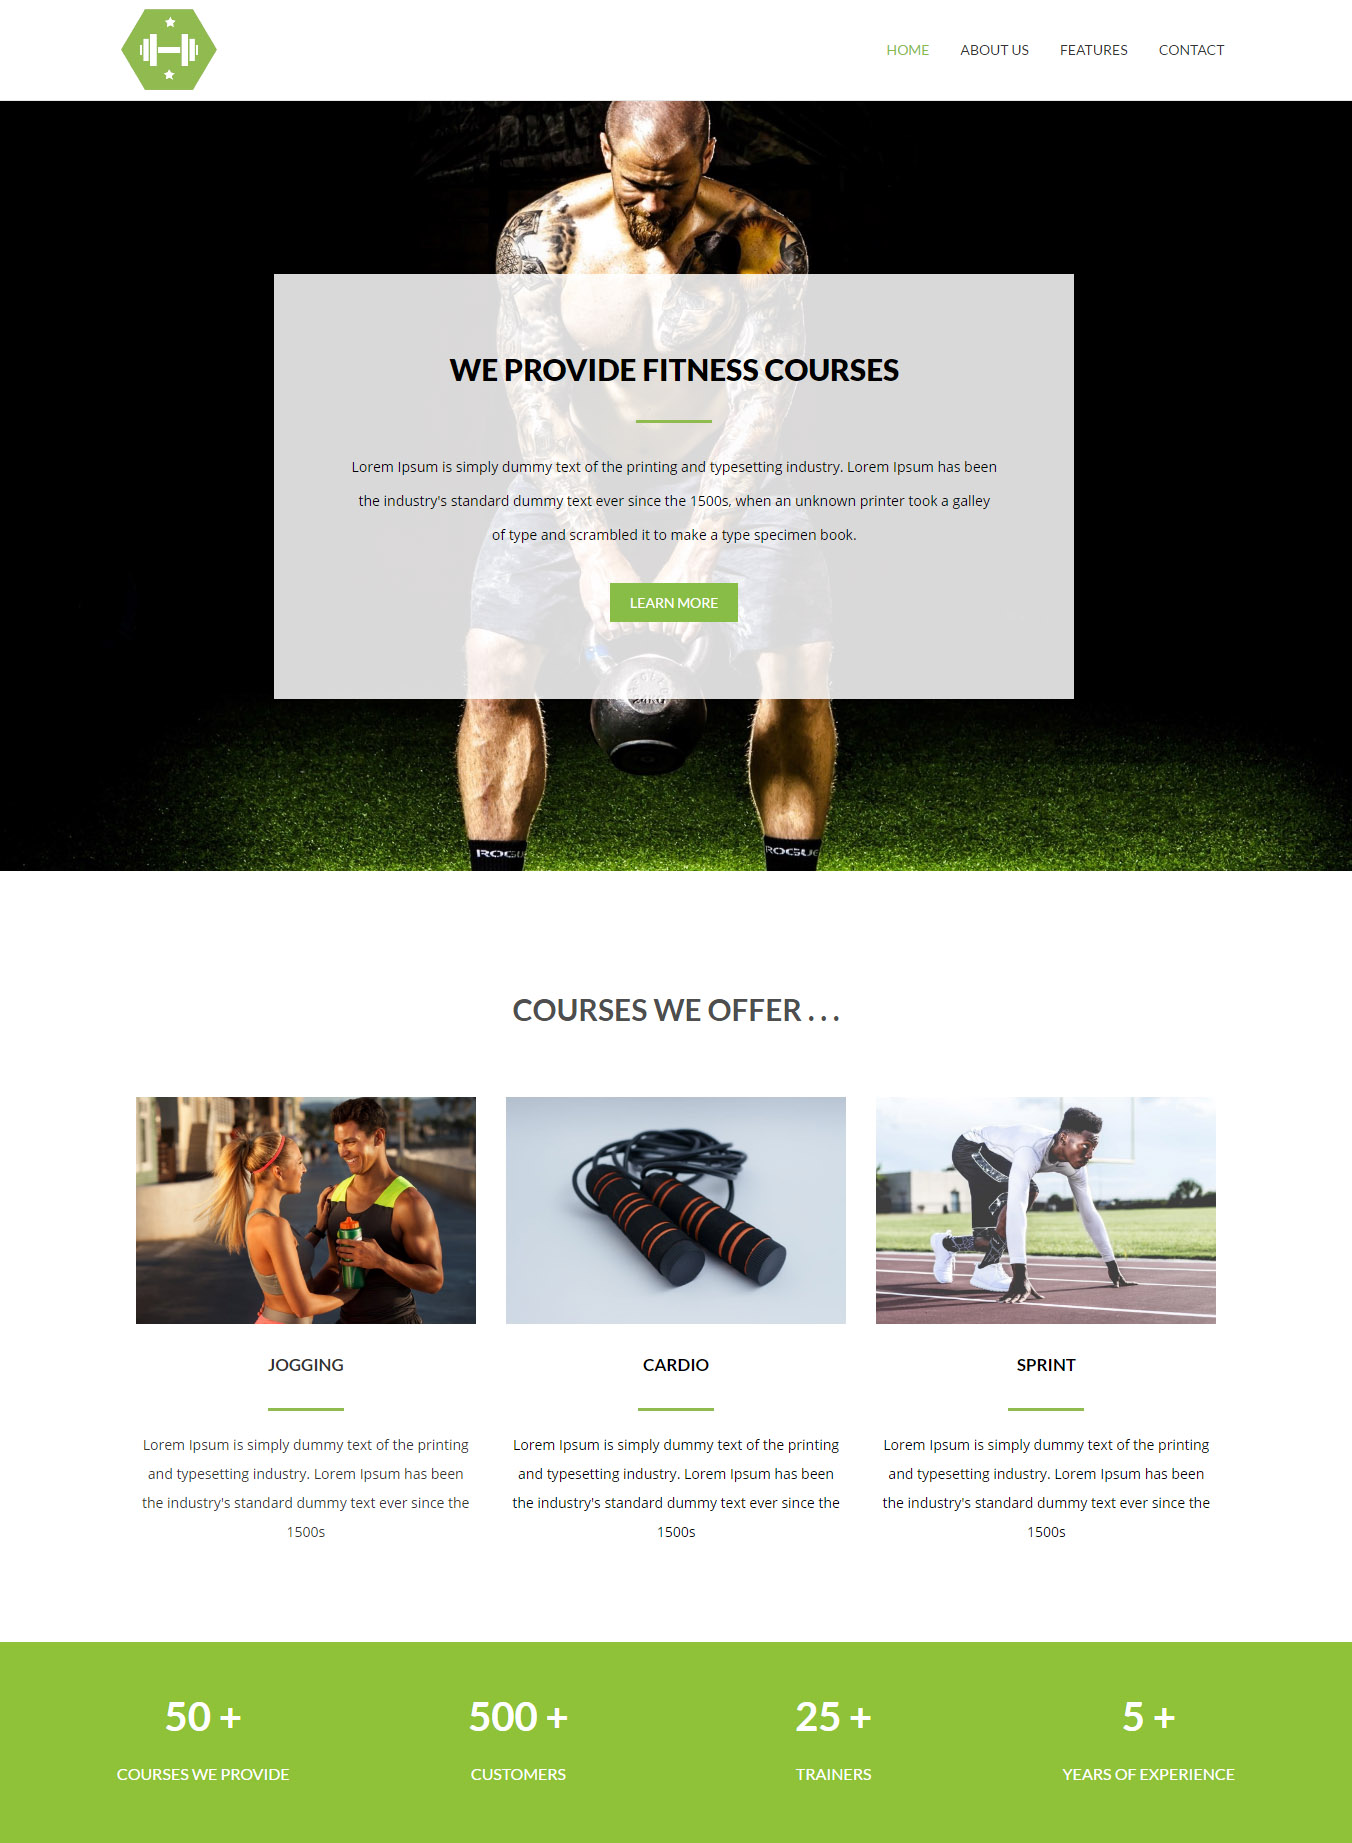 HOME ABOUT US FEATURES CONTACT
WE PROVIDE FITNESS COURSES
Lorem Ipsum is simply dummy text of the printing and typesetting industry. Lorem Ipsum has been
the industry's standard dummy text ever since the 1500s, when an unknown printer took a galley
of type and scrambled it to make a type specimen book.
LEARN MORE
ROGUE ROGUE
COURSES WE OFFER . . .
JOGGING
Lorem Ipsum is simply dummy text of the printing
and typesetting industry. Lorem Ipsum has been
the industry's standard dummy text ever since the
1500s
CARDIO
Lorem Ipsum is simply dummy text of the printing
and typesetting industry. Lorem Ipsum has been
the industry's standard dummy text ever since the
1500s
SPRINT
Lorem Ipsum is simply dummy text of the printing
and typesetting industry. Lorem Ipsum has been
the industry's standard dummy text ever since the
1500s
50 +
COURSES WE PROVIDE
500 +
CUSTOMERS
25 +
TRAINERS
5 +
YEARS OF EXPERIENCE